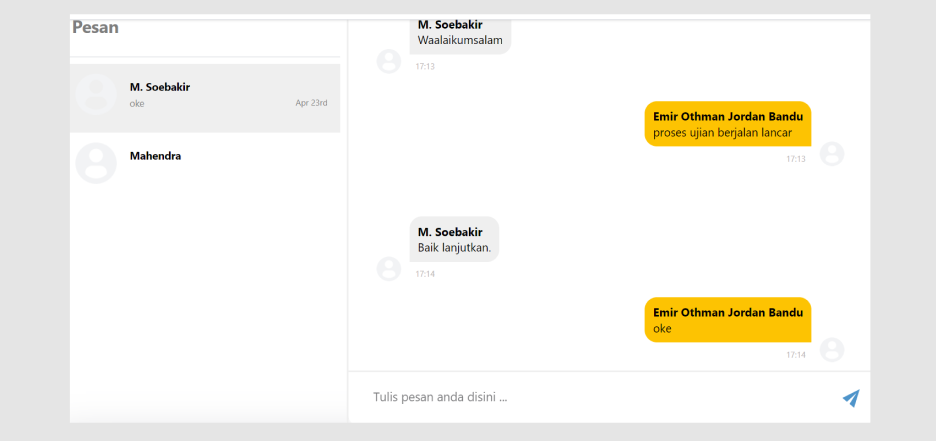 Pesan
M. Soebakir
oke
Apr 23rd
Mahendra
M. Soebakir
Waalaikumsalam
17:13
Emir Othman Jordan Bandu
proses ujian berjalan lancar
17:13
M. Soebakir
Baik lanjutkan.
17:14
Emir Othman Jordan Bandu
oke
17:14
Tulis pesan anda disini ...